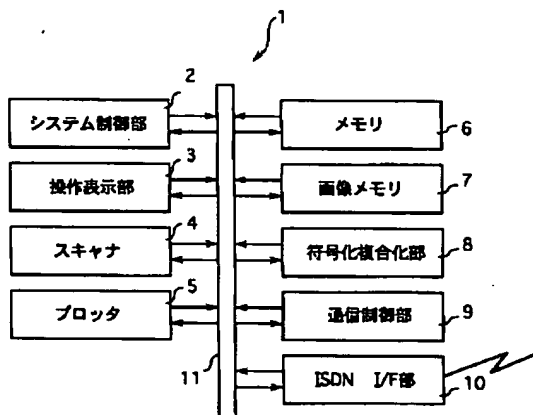 1
2
システム制御部
3
操作表示部
4
スキャナ
5
プロッタ
メモリ
6
画像メモリ
7
符号化複合化部
8
通信制御部
9
ISDN I/F部
10
11